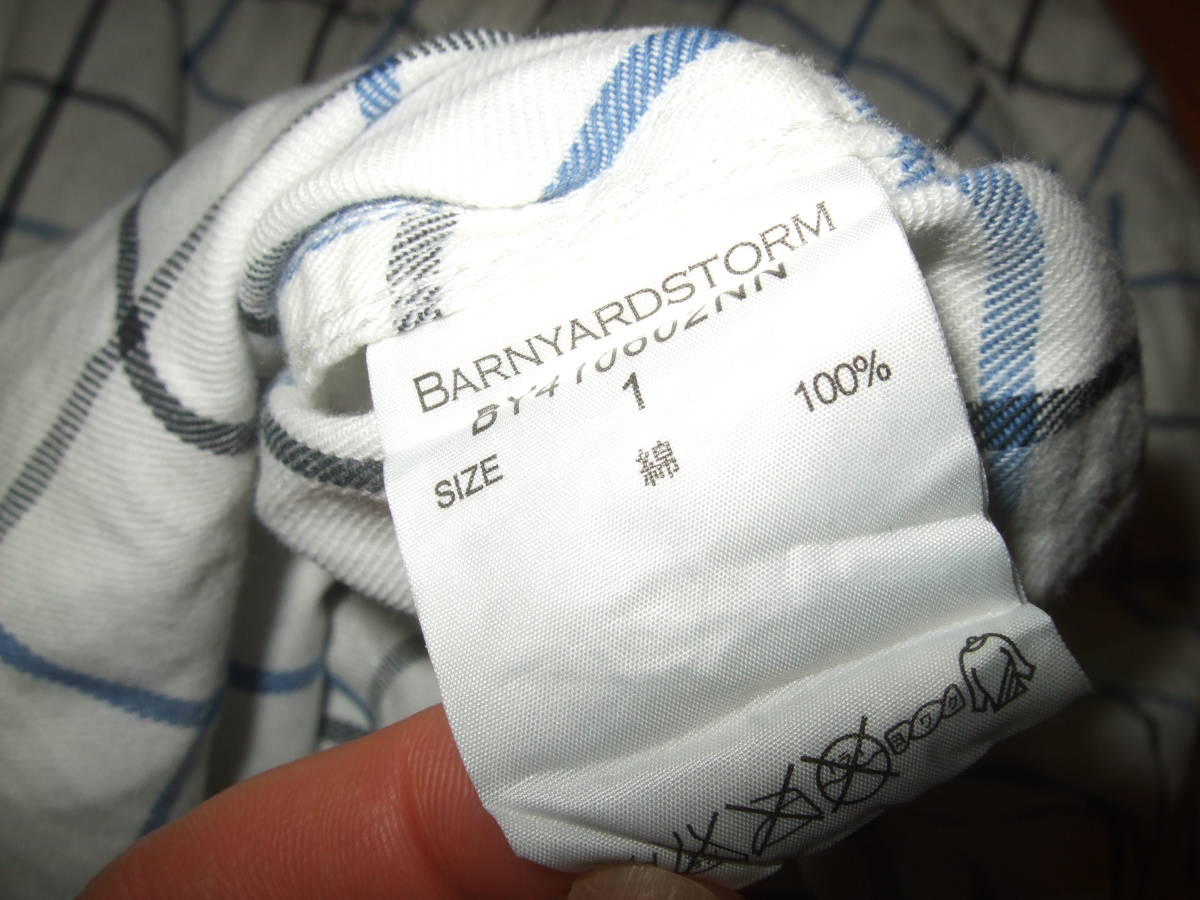 BARNYARDSTORM
SIZE 1
綿 100%